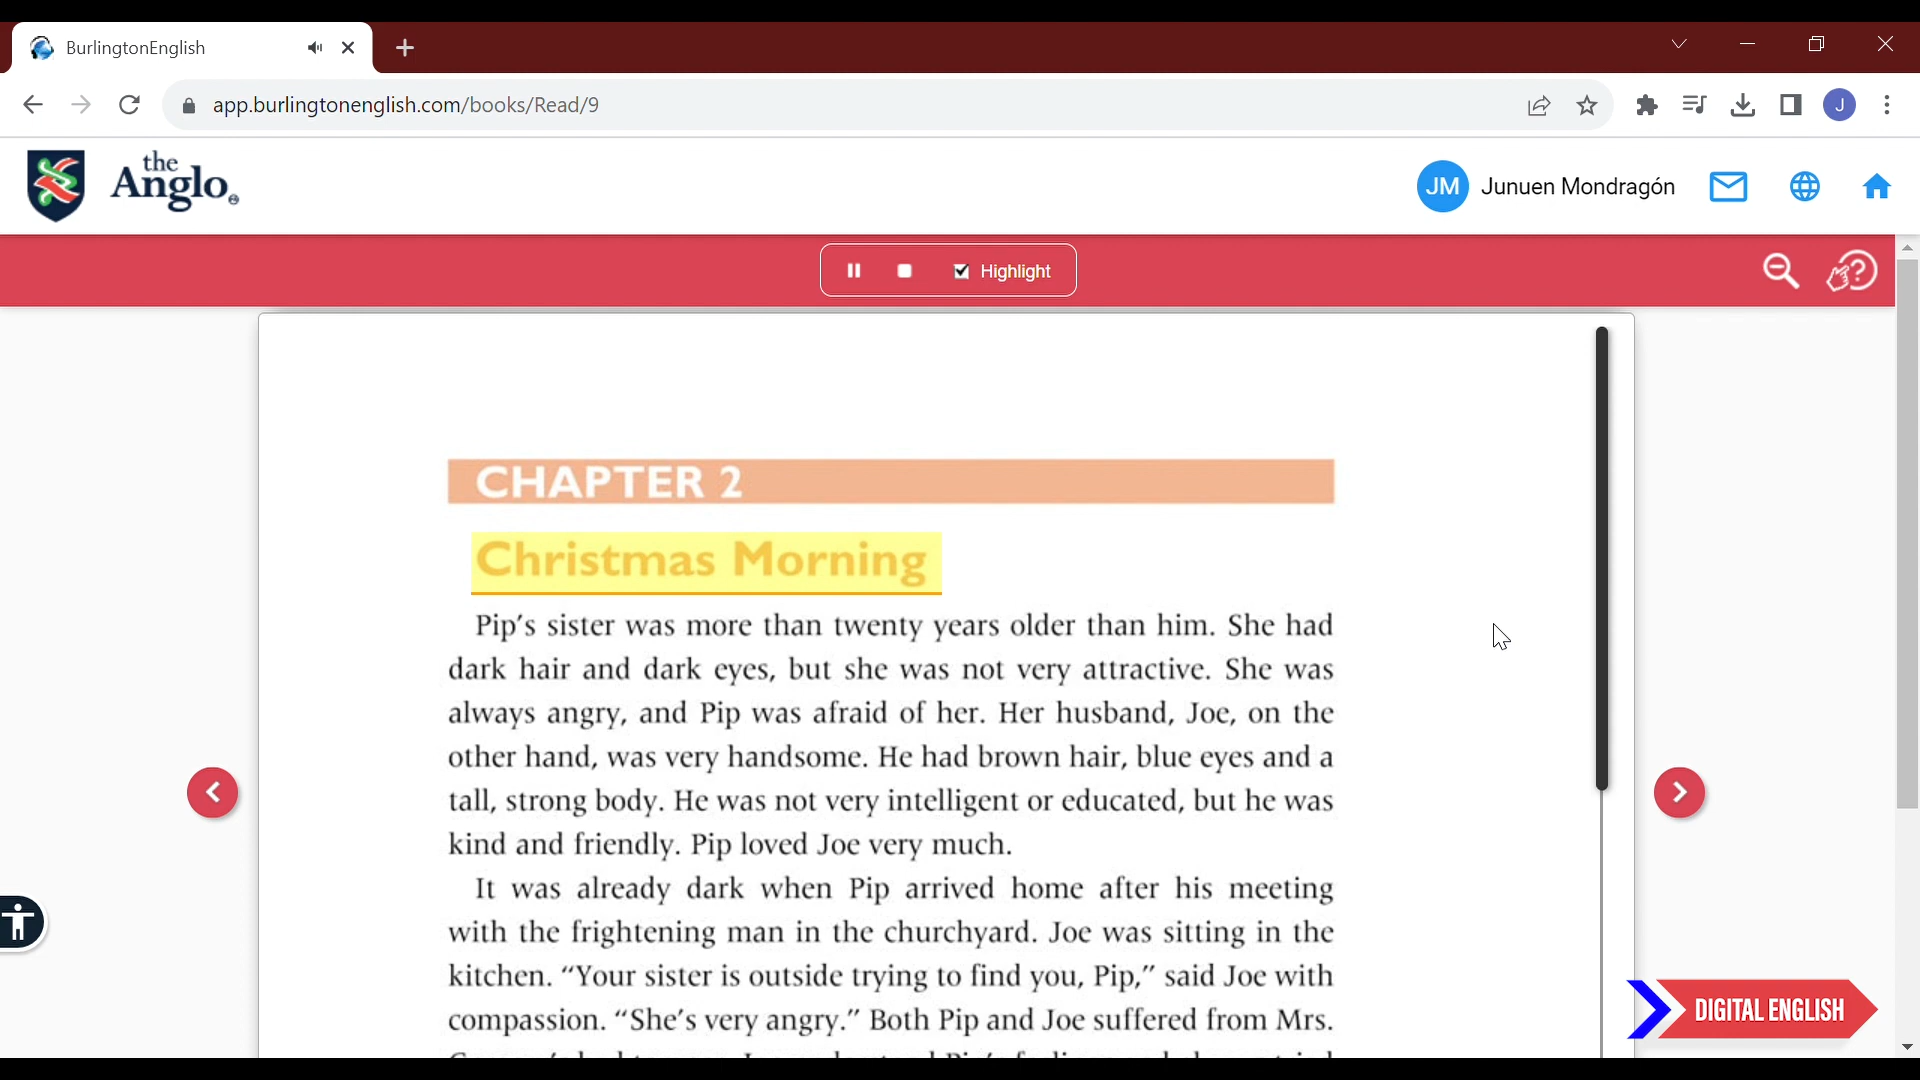 BurlingtonEnglish
app.burlingtonenglish.com/books/Read/9
J
the
Anglo
JM Junuen Mondragón
Highlight
CHAPTER 2
Christmas Morning
Pip's sister was more than twenty years older than him. She had
dark hair and dark eyes, but she was not very attractive. She was
always angry, and Pip was afraid of her. Her husband, Joe, on the
other hand, was very handsome. He had brown hair, blue eyes and a
tall, strong body. He was not very intelligent or educated, but he was
kind and friendly. Pip loved Joe very much.
It was already dark when Pip arrived home after his meeting
with the frightening man in the churchyard. Joe was sitting in the
kitchen. “Your sister is outside trying to find you, Pip,” said Joe with
compassion. “She's very angry.” Both Pip and Joe suffered from Mrs.
DIGITAL ENGLISH